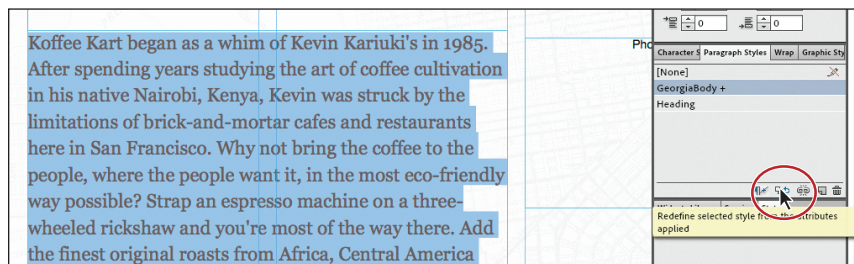 Koffee Kart began as a whim of Kevin Kariuki's in 1985.
After spending years studying the art of coffee cultivation
in his native Nairobi, Kenya, Kevin was struck by the
limitations of brick-and-mortar cafes and restaurants
here in San Francisco. Why not bring the coffee to the
people, where the people want it, in the most eco-friendly
way possible? Strap an espresso machine on a three-
wheeled rickshaw and you're most of the way there. Add
the finest original roasts from Africa, Central America
Pho
0 0
Character S Paragraph Styles Wrap Graphic Sty
[None]
GeorgiaBody +
Heading
Redefine selected style from the attributes
applied